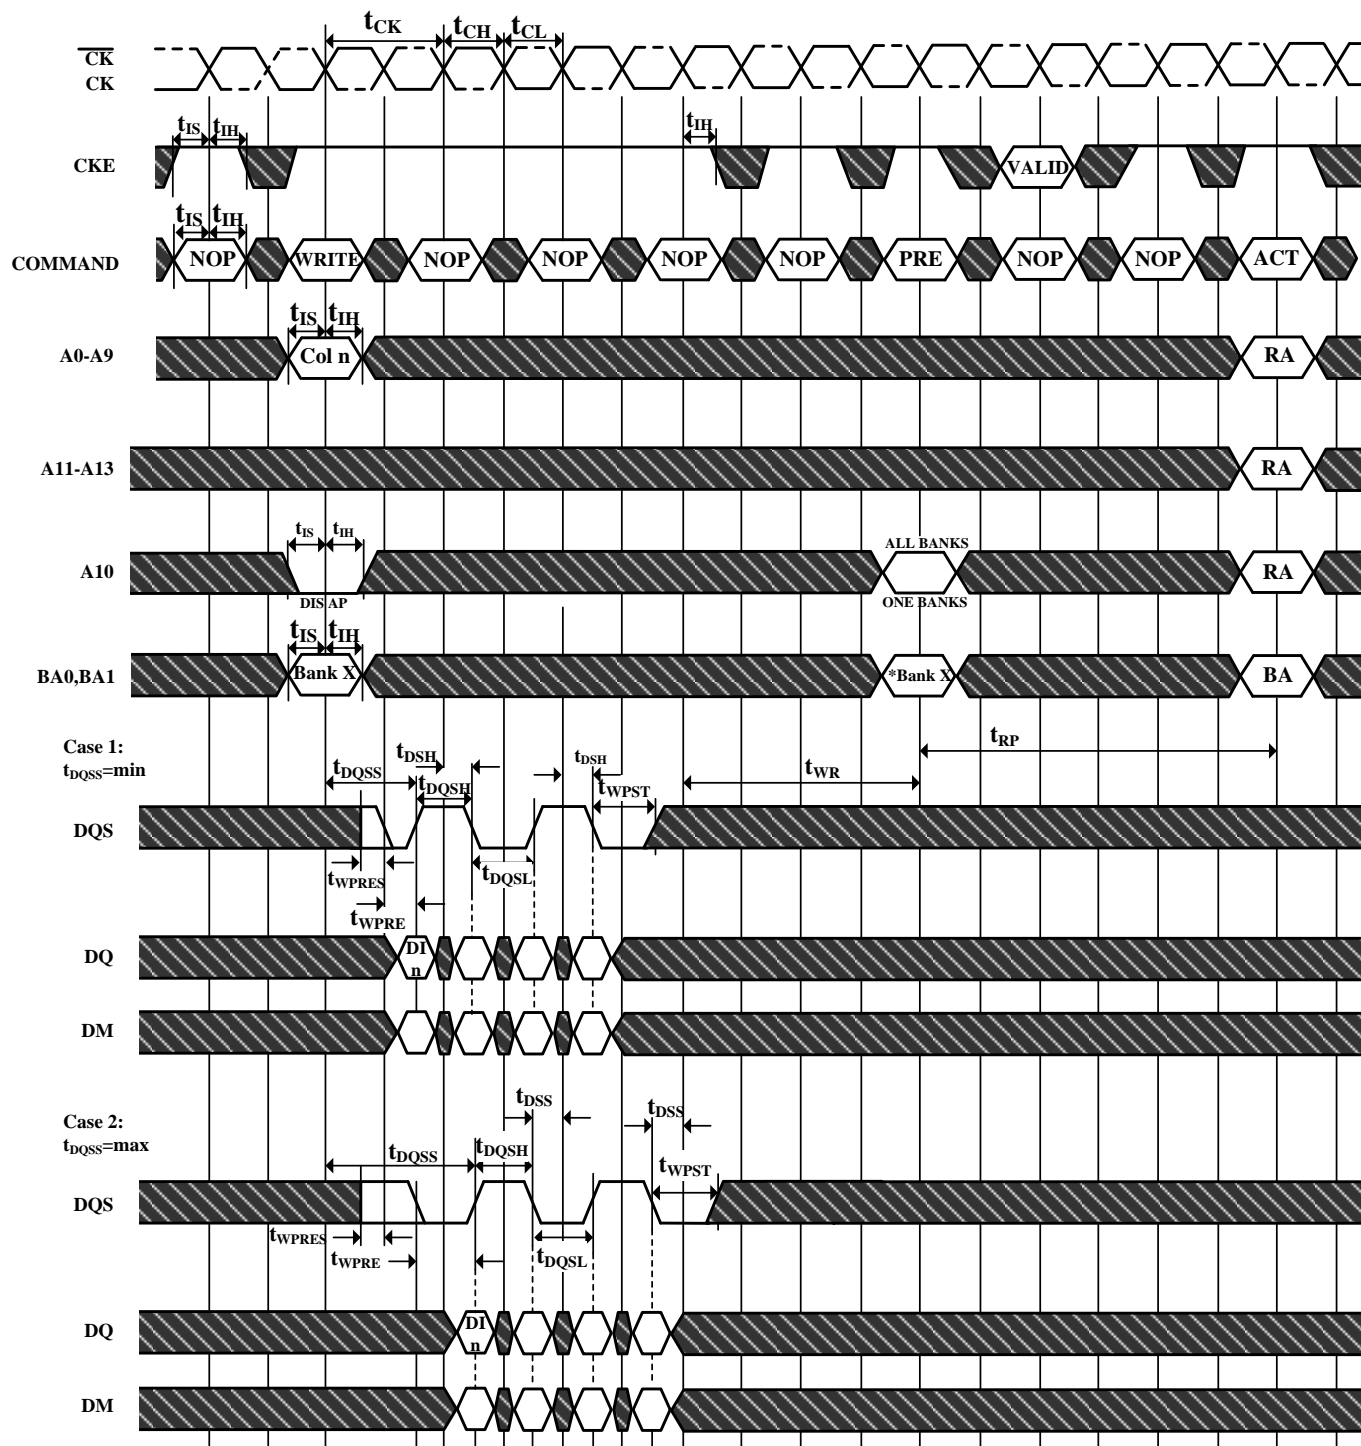 tCK tCH tCL
CK
CK
tIS tIH tIH
CKE VALID
tIS tIH
COMMAND NOP WRITE NOP NOP NOP NOP PRE NOP NOP ACT
tIS tIH
A0-A9 Col n RA
A11-A13 RA
tIS tIH ALL BANKS
A10 RA
DIS AP ONE BANKS
tIS tIH
BA0,BA1 Bank X *Bank X BA
Case 1:
tDQSS=min
tDSH tDSH tRP
tDQSS tDQSH tWPST tWR
DQS
tWPRES tDQSL
tWPRE
DQ DI
n
DM
Case 2:
tDQSS=max
tDSS tDSS
tDQSS tDQSH tWPST
DQS
tWPRES tWPRE tDQSL
DQ DI
n
DM